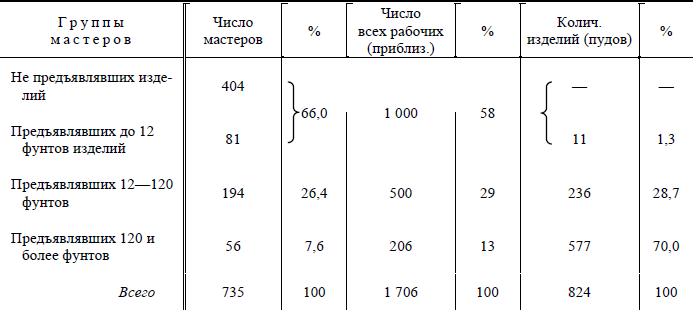 Группы мастеров Число мастеров % Число всех рабочих (приблиз.) % Колич. изделий (пудов) %
Не предъявлявших изде-
лий 404 — —
66,0 1 000 58
Предъявлявших до 12
фунтов изделий 81 11 1,3
Предъявлявших 12—120
фунтов 194 26,4 500 29 236 28,7
Предъявлявших 120 и
более фунтов 56 7,6 206 13 577 70,0
Всего 735 100 1 706 100 824 100